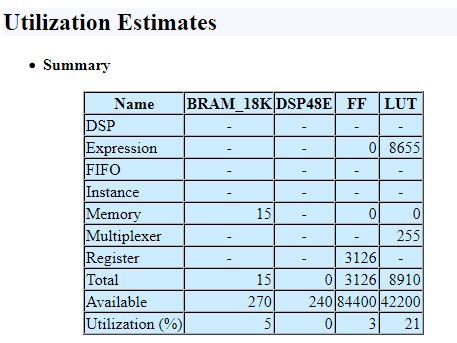 Utilization Estimates
• Summary
Name BRAM_18K DSP48E FF LUT
DSP - - - -
Expression - - 0 8655
FIFO - - - -
Instance - - - -
Memory 15 - 0 0
Multiplexer - - - 255
Register - - 3126 -
Total 15 0 3126 8910
Available 270 240 84400 42200
Utilization (%) 5 0 3 21